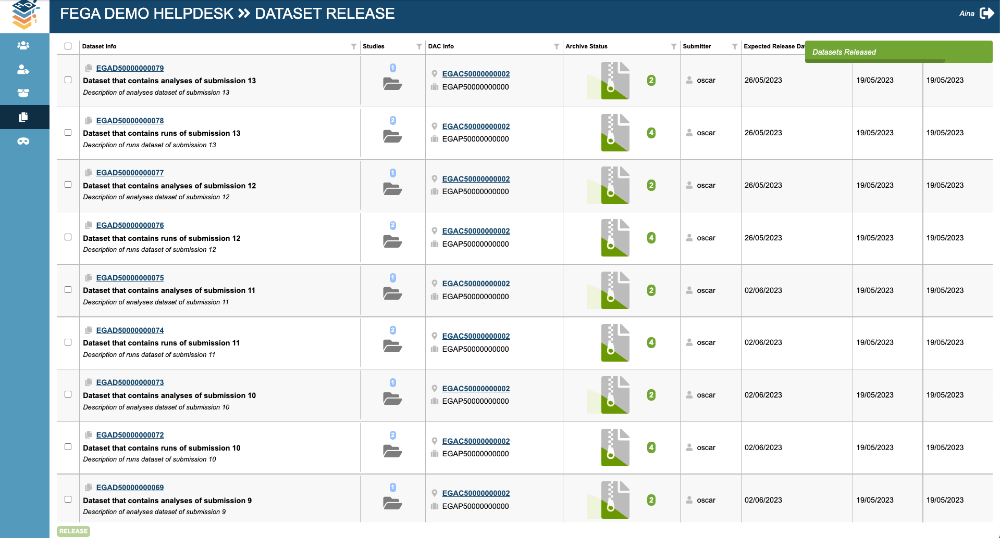 HD
FEGA DEMO HELPDESK » DATASET RELEASE
Aina
Datasets Released
Dataset Info Studies DAC Info Archive Status Submitter Expected Release Dat
EGAD50000000079
Dataset that contains analyses of submission 13
Description of analyses dataset of submission 13
1
EGAC50000000002
EGAP50000000000
2
oscar
26/05/2023
19/05/2023
19/05/2023
EGAD50000000078
Dataset that contains runs of submission 13
Description of runs dataset of submission 13
2
EGAC50000000002
EGAP50000000000
4
oscar
26/05/2023
19/05/2023
19/05/2023
EGAD50000000077
Dataset that contains analyses of submission 12
Description of analyses dataset of submission 12
1
EGAC50000000002
EGAP50000000000
2
oscar
26/05/2023
19/05/2023
19/05/2023
EGAD50000000076
Dataset that contains runs of submission 12
Description of runs dataset of submission 12
2
EGAC50000000002
EGAP50000000000
4
oscar
26/05/2023
19/05/2023
19/05/2023
EGAD50000000075
Dataset that contains analyses of submission 11
Description of analyses dataset of submission 11
1
EGAC50000000002
EGAP50000000000
2
oscar
02/06/2023
19/05/2023
19/05/2023
EGAD50000000074
Dataset that contains runs of submission 11
Description of runs dataset of submission 11
2
EGAC50000000002
EGAP50000000000
4
oscar
02/06/2023
19/05/2023
19/05/2023
EGAD50000000073
Dataset that contains analyses of submission 10
Description of analyses dataset of submission 10
1
EGAC50000000002
EGAP50000000000
2
oscar
02/06/2023
19/05/2023
19/05/2023
EGAD50000000072
Dataset that contains runs of submission 10
Description of runs dataset of submission 10
2
EGAC50000000002
EGAP50000000000
4
oscar
02/06/2023
19/05/2023
19/05/2023
EGAD50000000069
Dataset that contains analyses of submission 9
Description of analyses dataset of submission 9
1
EGAC50000000002
EGAP50000000000
2
oscar
02/06/2023
19/05/2023
19/05/2023
RELEASE